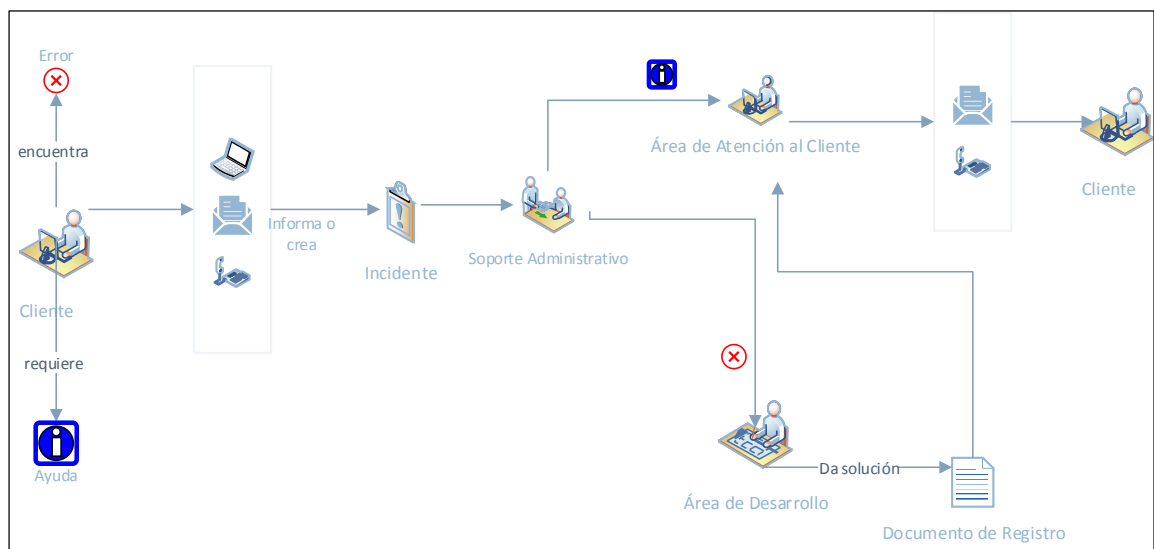 Error
encuentra
Cliente
requiere
Ayuda
Informa o
crea
Incidente
Soporte Administrativo
Área de Atención al Cliente
Cliente
Área de Desarrollo
Da solución
Documento de Registro